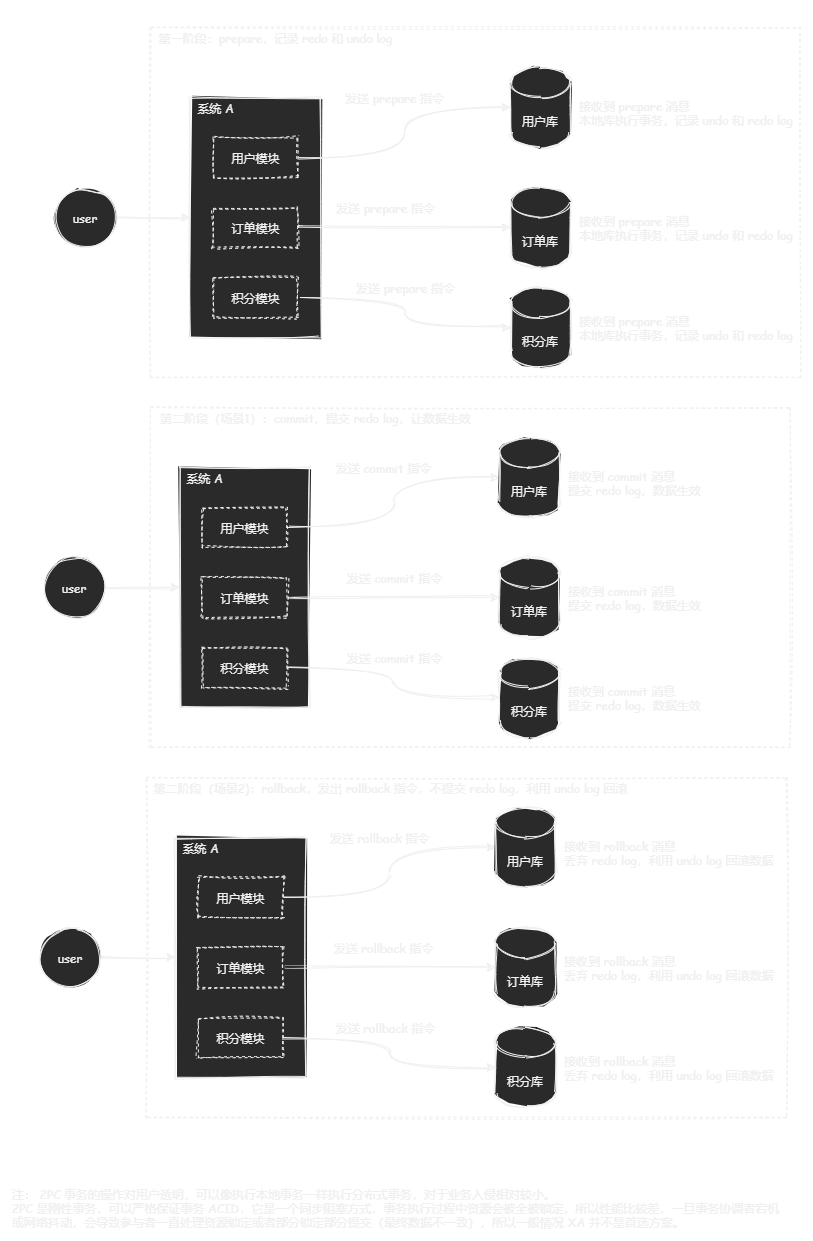 第一阶段：prepare，记录 redo 和 undo log
系统 A
发送 prepare 指令
用户模块
用户库
接收到 prepare 消息
本地库执行事务，记录 undo 和 redo log
user
发送 prepare 指令
订单模块
订单库
接收到 prepare 消息
本地库执行事务，记录 undo 和 redo log
发送 prepare 指令
积分模块
积分库
接收到 prepare 消息
本地库执行事务，记录 undo 和 redo log
第二阶段（场景1）：commit，提交 redo log，让数据生效
系统 A
发送 commit 指令
用户模块
用户库
接收到 commit 消息
提交 redo log，数据生效
user
发送 commit 指令
订单模块
订单库
接收到 commit 消息
提交 redo log，数据生效
发送 commit 指令
积分模块
积分库
接收到 commit 消息
提交 redo log，数据生效
第二阶段（场景2)：rollback，发出 rollback 指令，不提交 redo log，利用 undo log 回滚
系统 A
发送 rollback 指令
用户模块
用户库
接收到 rollback 消息
丢弃 redo log，利用 undo log 回滚数据
user
发送 rollback 指令
订单模块
订单库
接收到 rollback 消息
丢弃 redo log，利用 undo log 回滚数据
发送 rollback 指令
积分模块
积分库
接收到 rollback 消息
丢弃 redo log，利用 undo log 回滚数据
注： 2PC 事务的操作对用户透明，可以像执行本地事务一样执行分布式事务，对于业务入侵相对较小。
2PC 是刚性事务，可以严格保证事务 ACID，它是一个同步阻塞方式，事务执行过程中资源会被全被锁定，所以性能比较差，一旦事务协调者宕机
或网络抖动，会导致参与者一直处理资源锁定或者部分锁定部分提交（最终数据不一致），所以一般情况 XA 并不是首选方案。